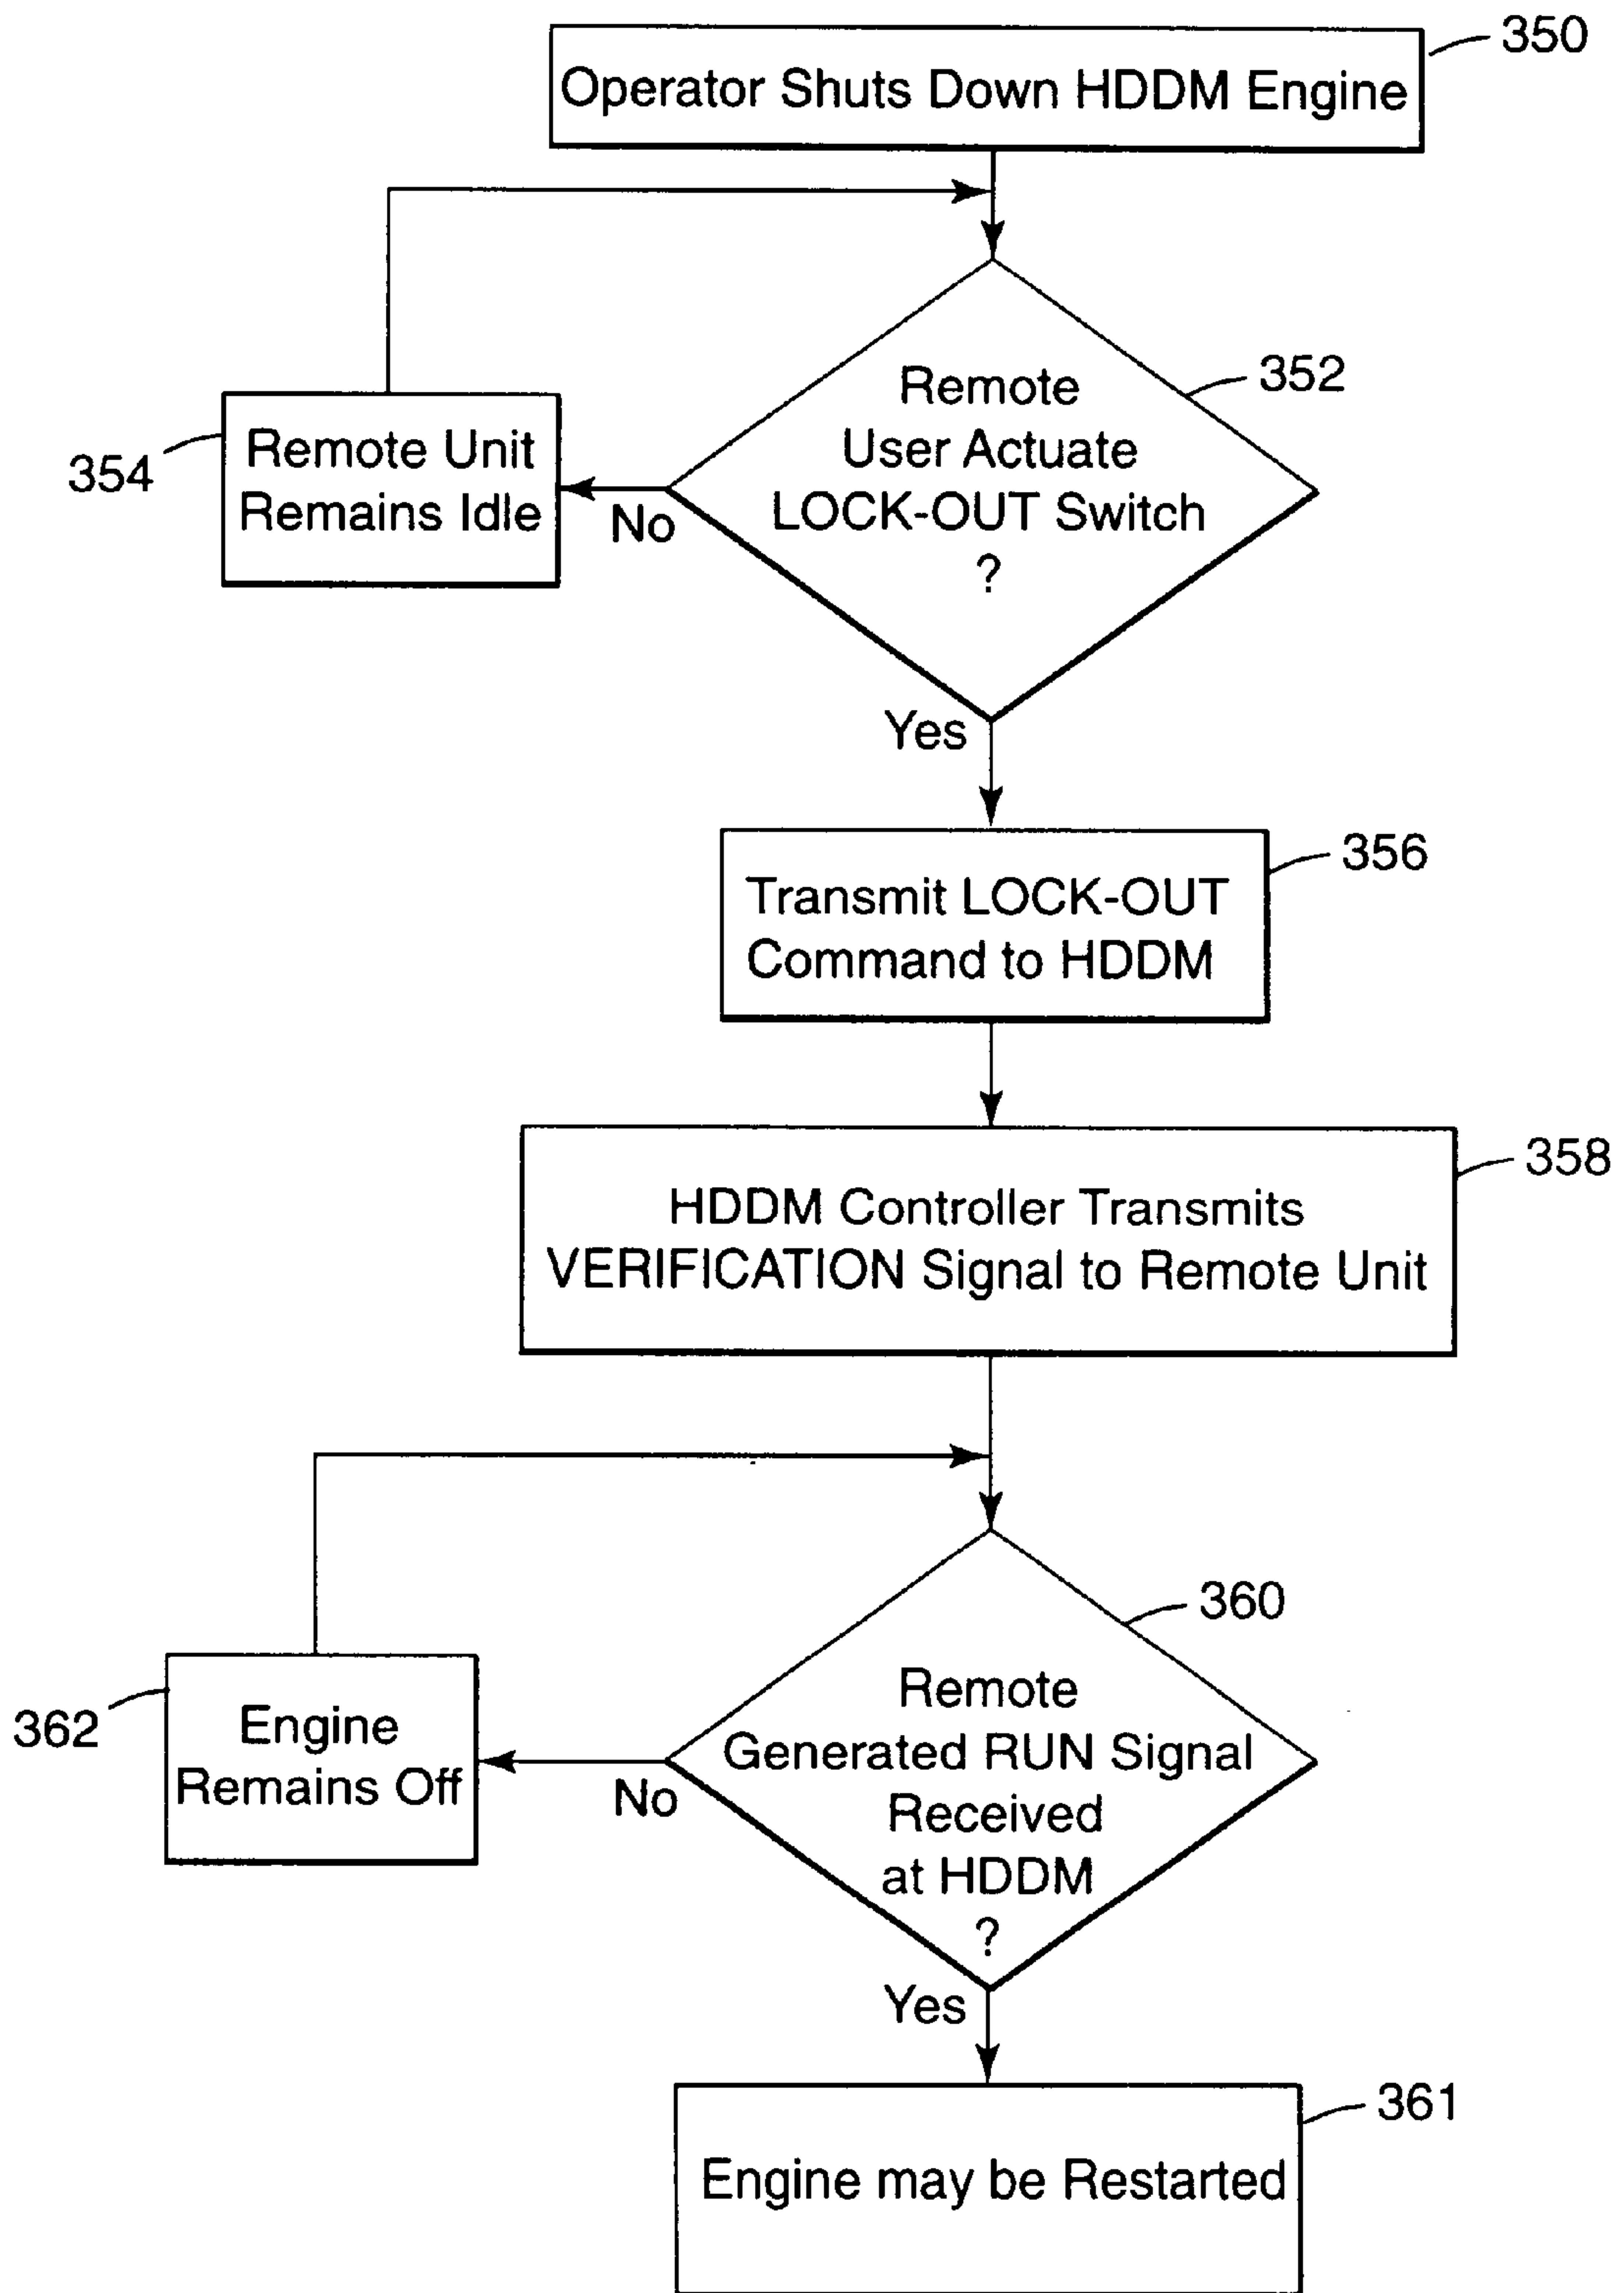 350
Operator Shuts Down HDDM Engine
352
Remote
User Actuate
LOCK-OUT Switch
?
354
Remote Unit
Remains Idle
No
Yes
356
Transmit LOCK-OUT
Command to HDDM
358
HDDM Controller Transmits
VERIFICATION Signal to Remote Unit
360
Remote
Generated RUN Signal
Received
at HDDM
?
362
Engine
Remains Off
No
Yes
361
Engine may be Restarted